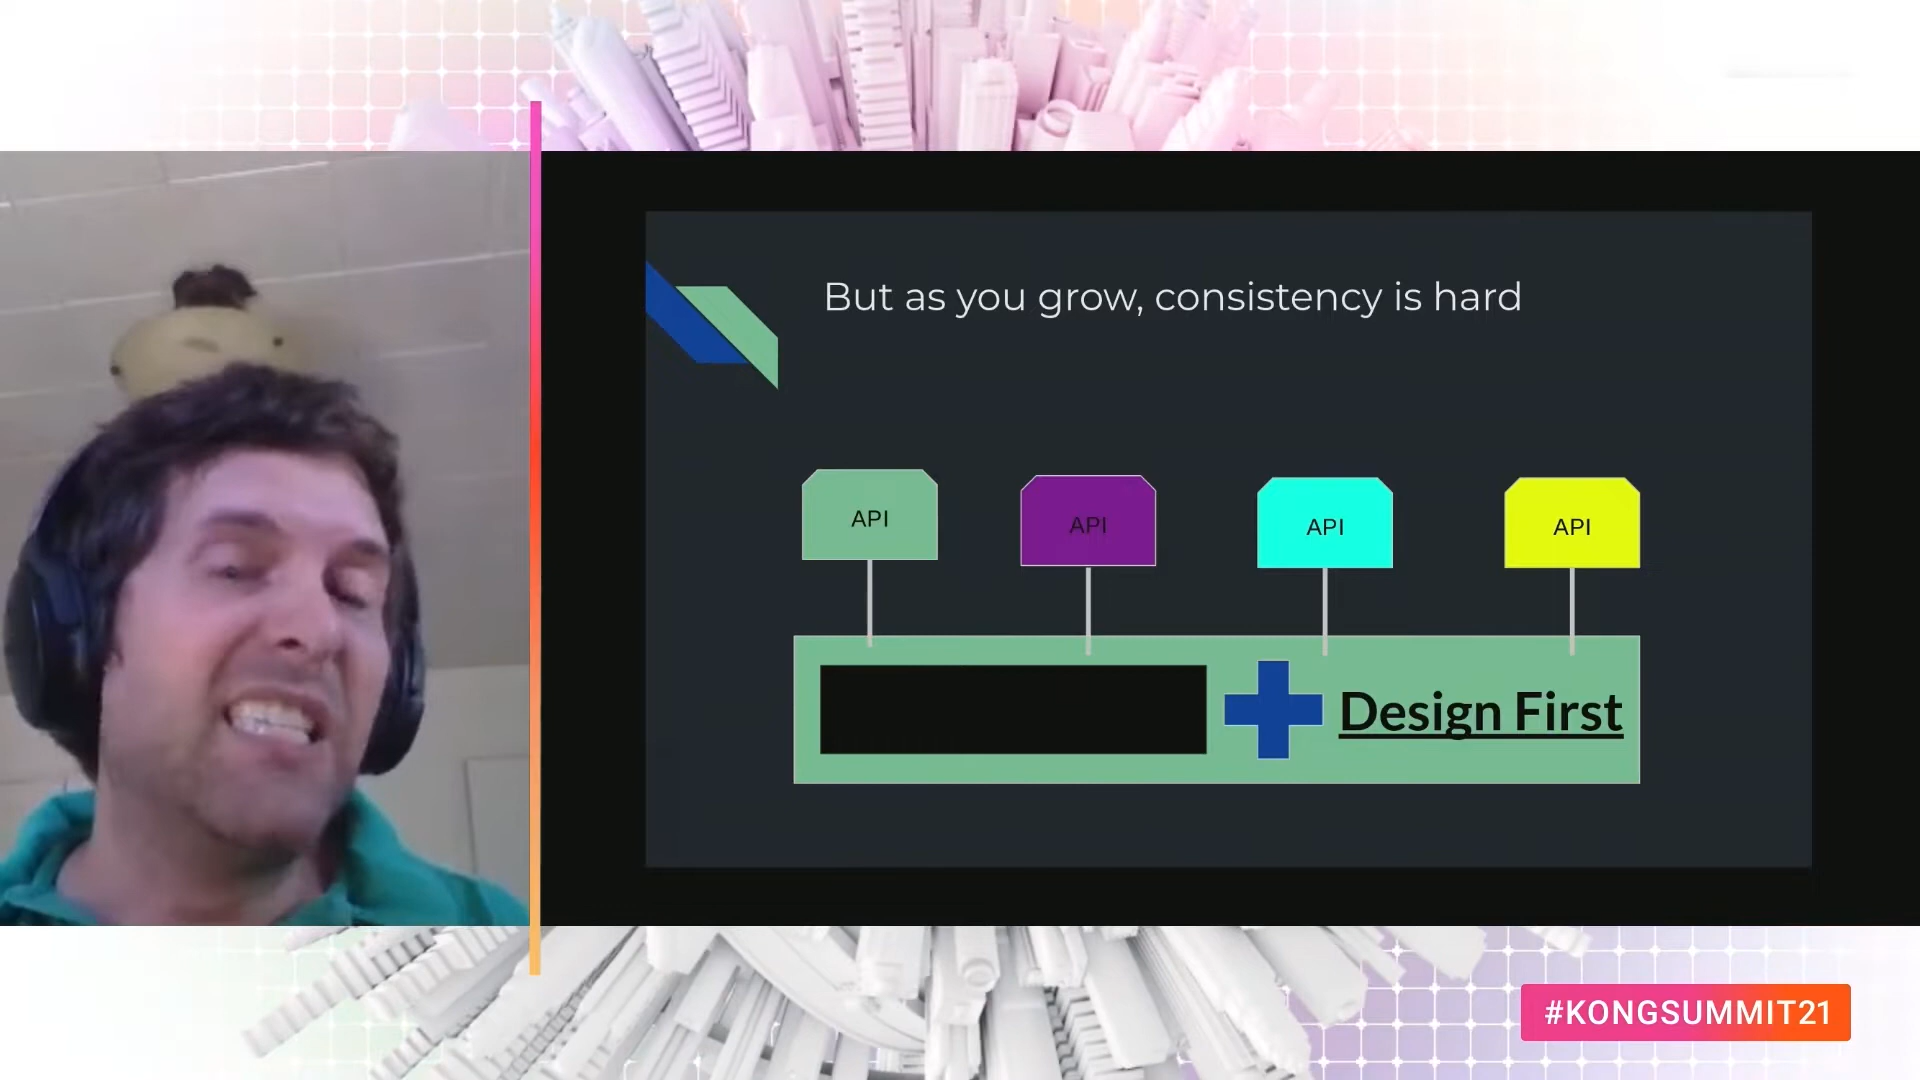 But as you grow, consistency is hard
API
API
API
API
Design First
#KONGSUMMIT21